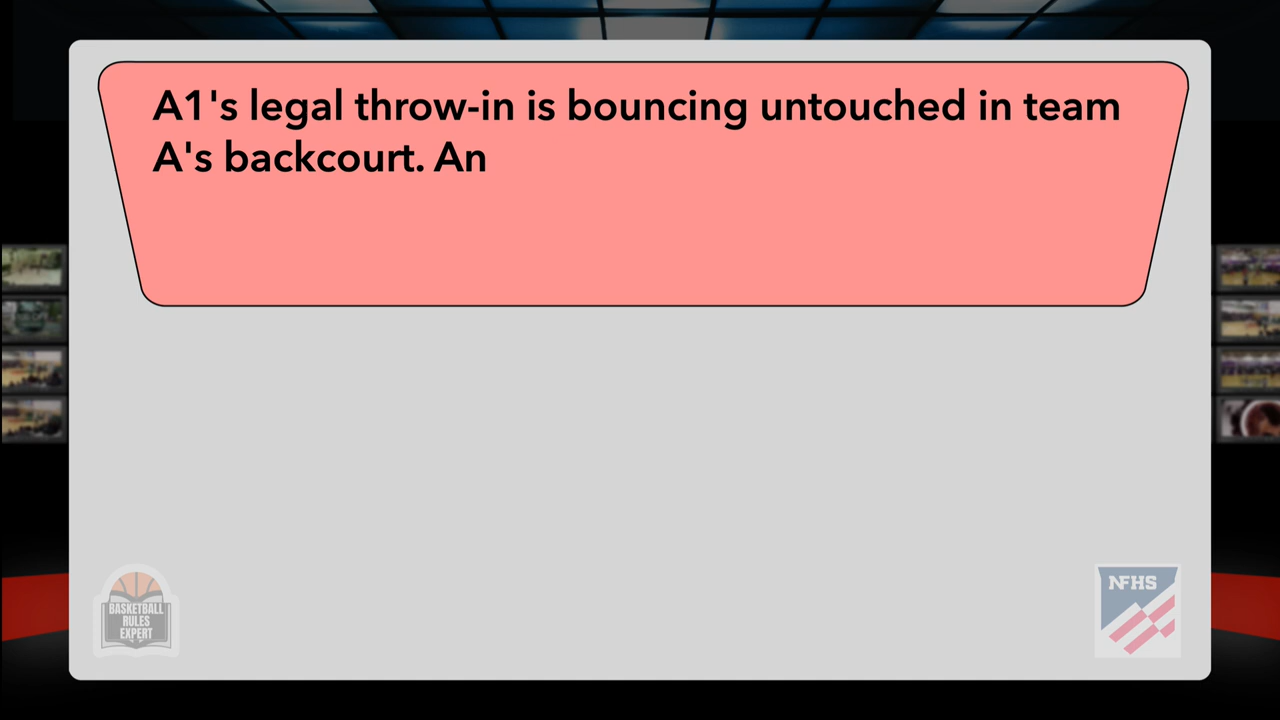 A1's legal throw-in is bouncing untouched in team
A's backcourt. An
BASKETBALL
RULES
EXPERT
NFHS